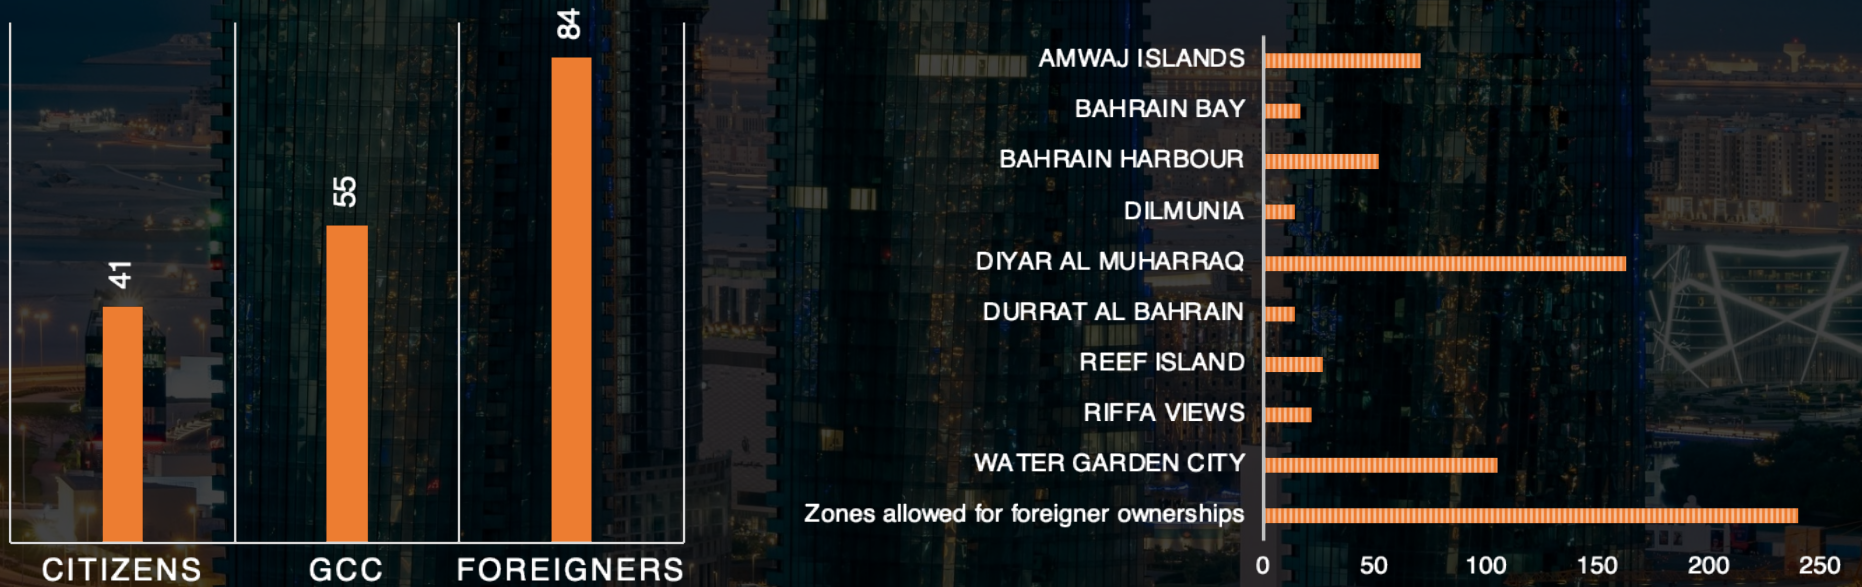 84
55
41
CITIZENS
GCC
FOREIGNERS
AMWAJ ISLANDS
BAHRAIN BAY
BAHRAIN HARBOUR
DILMUNIA
DIYAR AL MUHARRAQ
DURRAT AL BAHRAIN
REEF ISLAND
RIFFA VIEWS
WATER GARDEN CITY
Zones allowed for foreigner ownerships
0 50 100 150 200 250